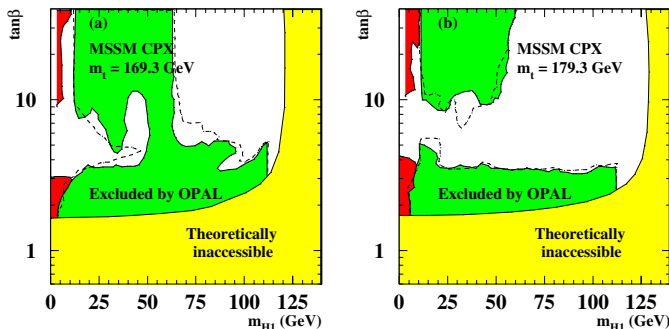 tanβ
10
1
(a)
MSSM CPX
m_t = 169.3 GeV
Excluded by OPAL
Theoretically
inaccessible
0 25 50 75 100 125
m_H1 (GeV)
tanβ
10
1
(b)
MSSM CPX
m_t = 179.3 GeV
Excluded by OPAL
Theoretically
inaccessible
0 25 50 75 100 125
m_H1 (GeV)